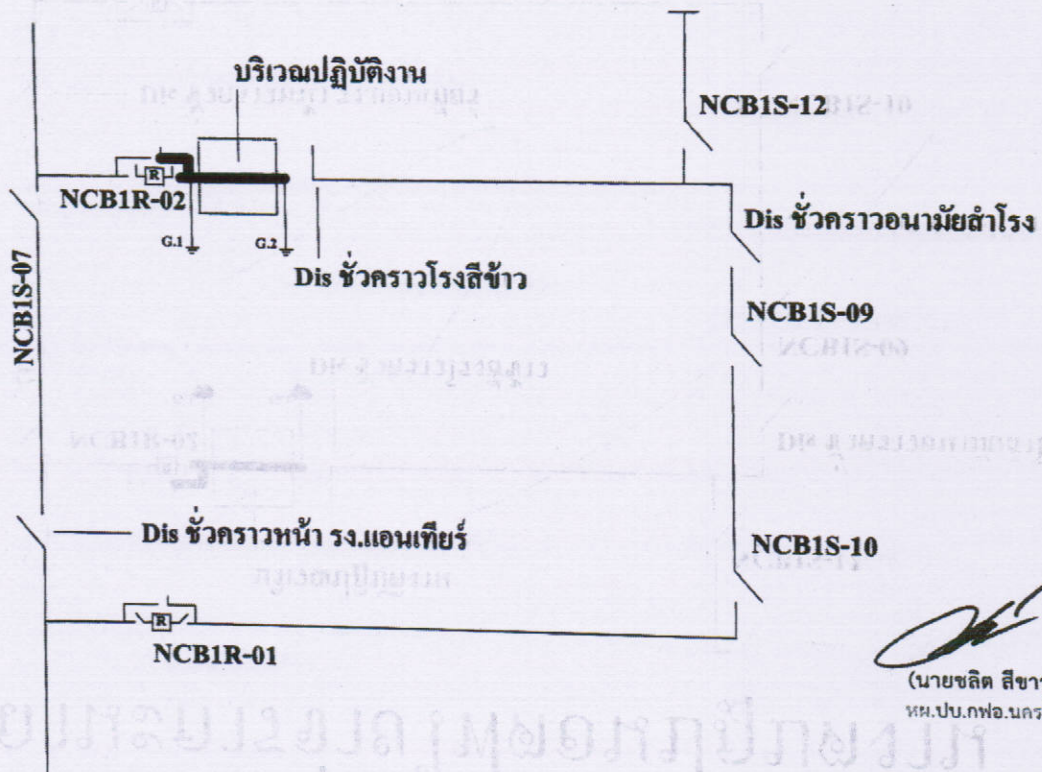 บริเวณปฏิบัติงาน
NCB1S-12
R
NCB1R-02
Dis ชั่วคราวอนามัยสำโรง
G.1
G.2
Dis ชั่วคราวโรงสีข้าว
NCB1S-07
NCB1S-09
Dis ชั่วคราวหน้า รง.แอนเทียร์
NCB1S-10
R
NCB1R-01
(นายชลิต สีขาว
หผ.ปบ.กฟอ.นคร